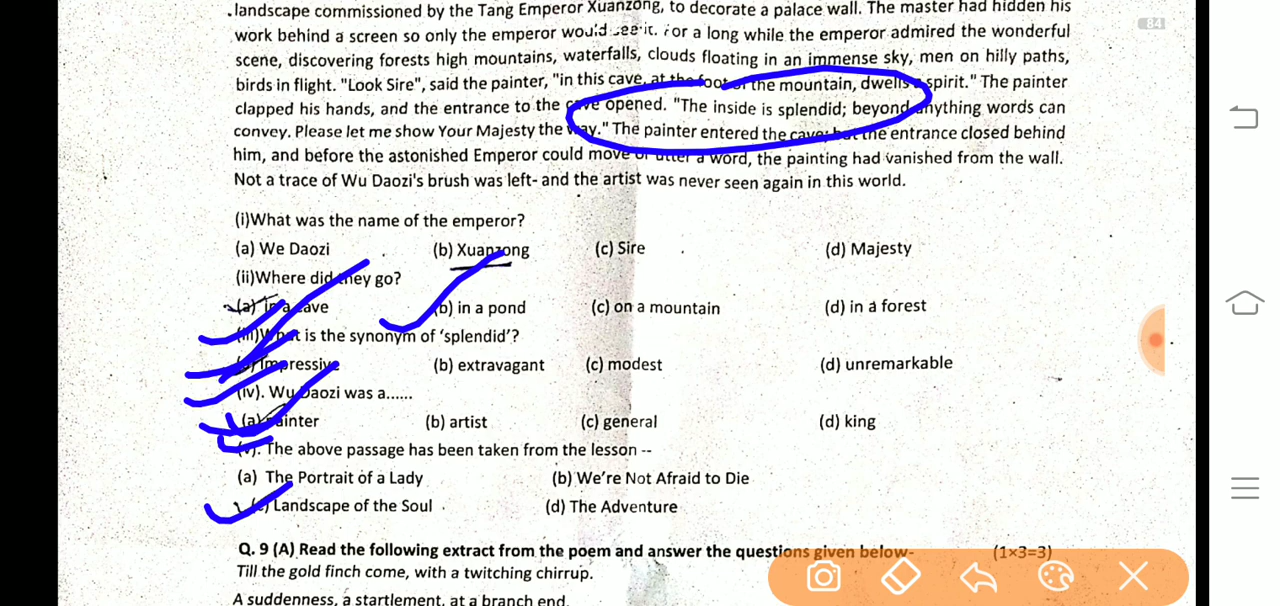 landscape commissioned by the Tang Emperor Xuanzong, to decorate a palace wall. The master had hidden his
work behind a screen so only the emperor would see it. For a long while the emperor admired the wonderful
scene, discovering forests high mountains, waterfalls, clouds floating in an immense sky, men on hilly paths,
birds in flight. "Look Sire", said the painter, "in this cave, at the foot of the mountain, dwells a spirit." The painter
clapped his hands, and the entrance to the cave opened. "The inside is splendid; beyond anything words can
convey. Please let me show Your Majesty the way." The painter entered the cave; but the entrance closed behind
him, and before the astonished Emperor could move or utter a word, the painting had vanished from the wall.
Not a trace of Wu Daozi's brush was left- and the artist was never seen again in this world.
(i)What was the name of the emperor?
(a) We Daozi (b) Xuanzong (c) Sire (d) Majesty
(ii)Where did they go?
(a) in a cave (b) in a pond (c) on a mountain (d) in a forest
(iii)What is the synonym of ‘splendid’?
(a) impressive (b) extravagant (c) modest (d) unremarkable
(iv). Wu Daozi was a......
(a) painter (b) artist (c) general (d) king
(v). The above passage has been taken from the lesson --
(a) The Portrait of a Lady (b) We’re Not Afraid to Die
(c) Landscape of the Soul (d) The Adventure
Q. 9 (A) Read the following extract from the poem and answer the questions given below- (1×3=3)
Till the gold finch come, with a twitching chirrup.
A suddenness, a startlement, at a branch end.
84